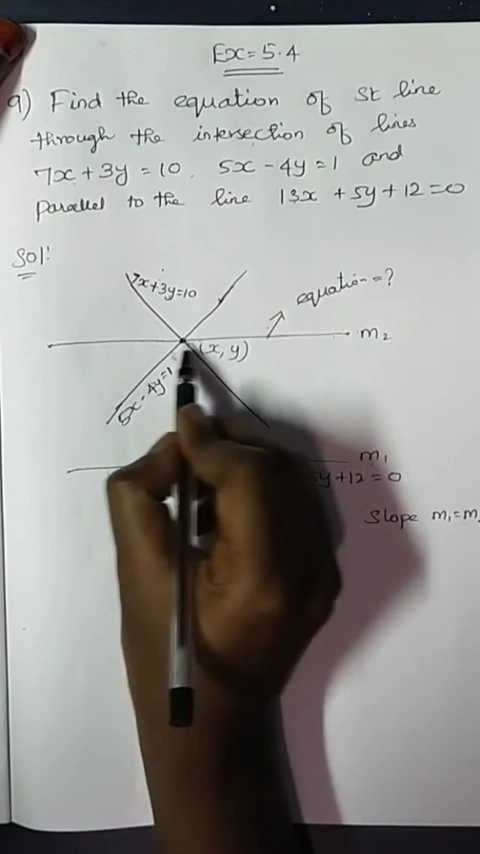 Ex = 5.4
9) Find the equation of St line
through the intersection of lines
7x + 3y = 10, 5x - 4y = 1 and
parallel to the line 13x + 5y + 12 = 0
Sol:
7x + 3y = 10
equation = ?
m₂
(x, y)
5x - 4y = 1
m₁
y + 12 = 0
Slope m₁ = m